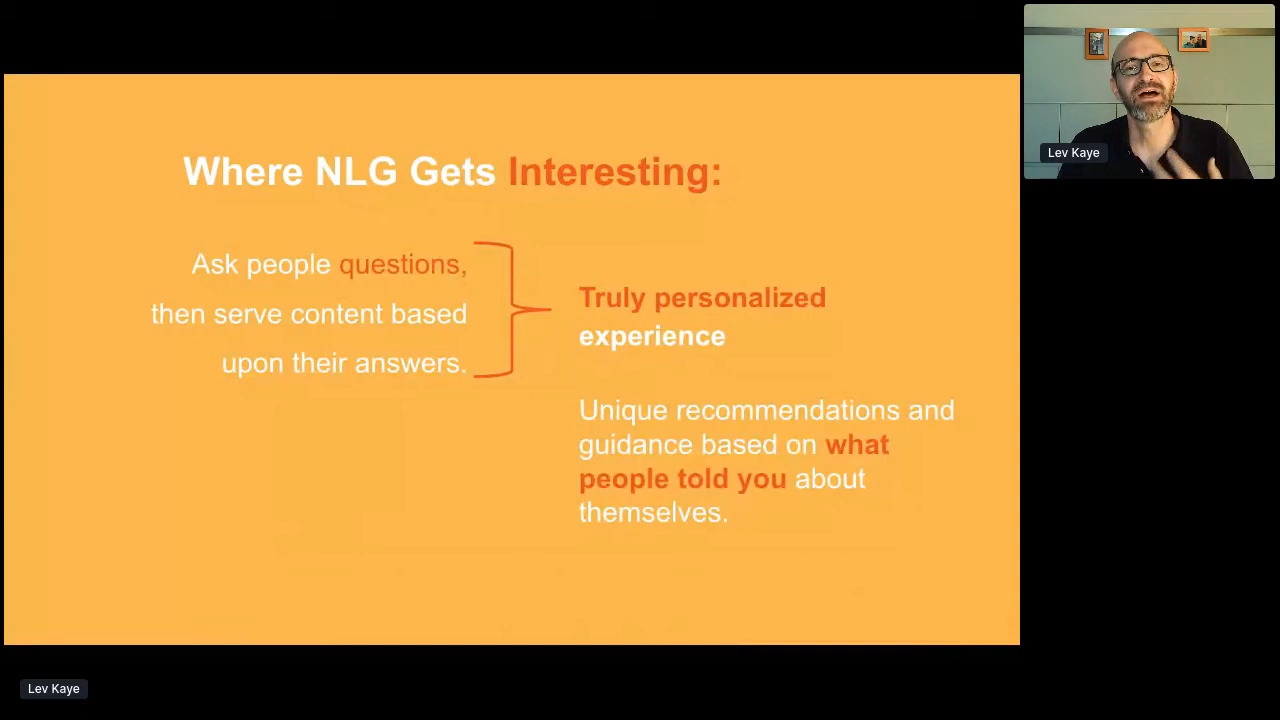 Where NLG Gets Interesting:
Ask people questions,
then serve content based
upon their answers.
Truly personalized
experience
Unique recommendations and
guidance based on what
people told you about
themselves.
Lev Kaye
Lev Kaye